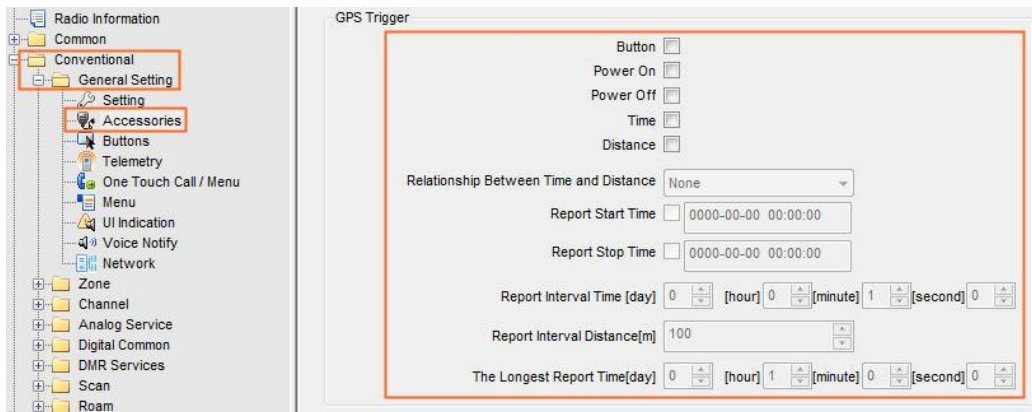 Radio Information
Common
Conventional
General Setting
Setting
Accessories
Buttons
Telemetry
One Touch Call / Menu
Menu
UI Indication
Voice Notify
Network
Zone
Channel
Analog Service
Digital Common
DMR Services
Scan
Roam
GPS Trigger
Button
Power On
Power Off
Time
Distance
Relationship Between Time and Distance None
Report Start Time 0000-00-00 00:00:00
Report Stop Time 0000-00-00 00:00:00
Report Interval Time [day] 0 [hour] 0 [minute] 1 [second] 0
Report Interval Distance[m] 100
The Longest Report Time[day] 0 [hour] 1 [minute] 0 [second] 0